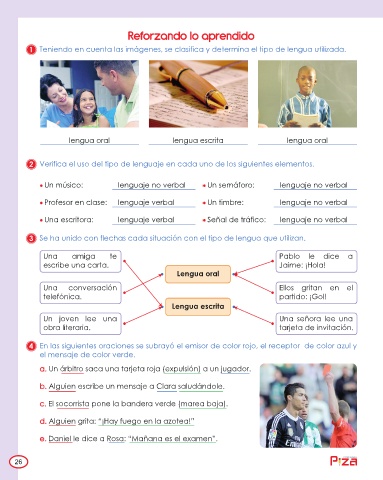 Reforzando lo aprendido
1 Teniendo en cuenta las imágenes, se clasifica y determina el tipo de lengua utilizada.
lengua oral lengua escrita lengua oral
2 Verifica el uso del tipo de lenguaje en cada uno de los siguientes elementos.
• Un músico: lenguaje no verbal • Un semáforo: lenguaje no verbal
• Profesor en clase: lenguaje verbal • Un timbre: lenguaje no verbal
• Una escritora: lenguaje verbal • Señal de tráfico: lenguaje no verbal
3 Se ha unido con flechas cada situación con el tipo de lengua que utilizan.
Una amiga te
escribe una carta.
Una conversación
telefónica.
Un joven lee una
obra literaria.
Lengua oral
Lengua escrita
Pablo le dice a
Jaime: ¡Hola!
Ellos gritan en el
partido: ¡Gol!
Una señora lee una
tarjeta de invitación.
4 En las siguientes oraciones se subrayó el emisor de color rojo, el receptor de color azul y
el mensaje de color verde.
a. Un árbitro saca una tarjeta roja (expulsión) a un jugador.
b. Alguien escribe un mensaje a Clara saludándole.
c. El socorrista pone la bandera verde (marea baja).
d. Alguien grita: "¡Hay fuego en la azotea!"
e. Daniel le dice a Rosa: "Mañana es el examen".
26